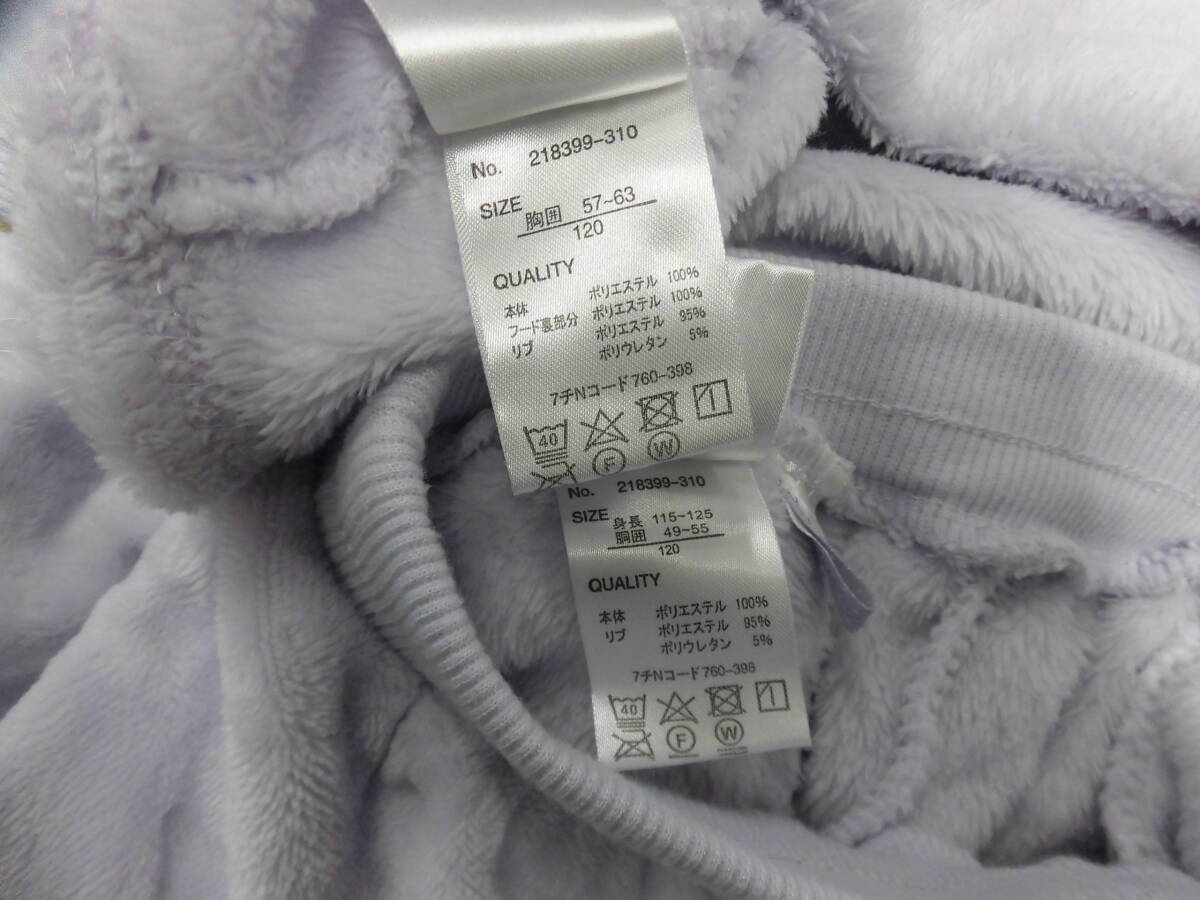 No. 218399-310
SIZE 胸囲 57~63
120
QUALITY
本体 ポリエステル 100%
フード裏部分 ポリエステル 100%
リブ ポリエステル 95%
ポリウレタン 5%
7チNコード760-398
40
F W
No. 218399-310
SIZE 身長 115~125
胴囲 49~55
120
QUALITY
本体 ポリエステル 100%
リブ ポリエステル 95%
ポリウレタン 5%
7チNコード760-398
40
F W